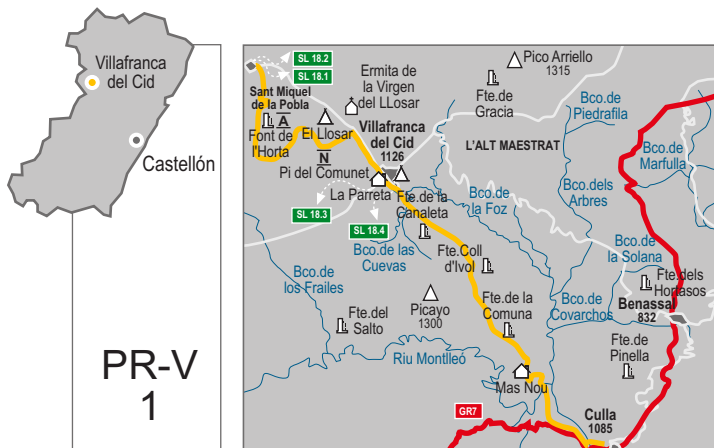 Villafranca
del Cid
Castellón
PR-V
1
SL 18.2
SL 18.1
Sant Miquel
de la Pobla
A
Font de
l'Horta
El Llosar
Ermita de
la Virgen
del LLosar
Pico Arriello
1315
Fte.de
Gracia
Bco.de
Piedrafila
Villafranca
del Cid
1126
L'ALT MAESTRAT
Bco.de
Marfulla
N
Pi del Comunet
La Parreta
Fte.de la
Canaleta
Bco.de
la Foz
Bco.dels
Arbres
SL 18.3
SL 18.4
Bco.de las
Cuevas
Fte.Coll
d'Ivol
Bco.de
la Solana
Fte.dels
Hortasos
Bco.de
los Frailes
Picayo
1300
Fte.de la
Comuna
Bco.de
Covarchos
Benassal
832
Fte.del
Salto
Riu Montlleó
Fte.de
Pinella
Mas Nou
GR7
Culla
1085